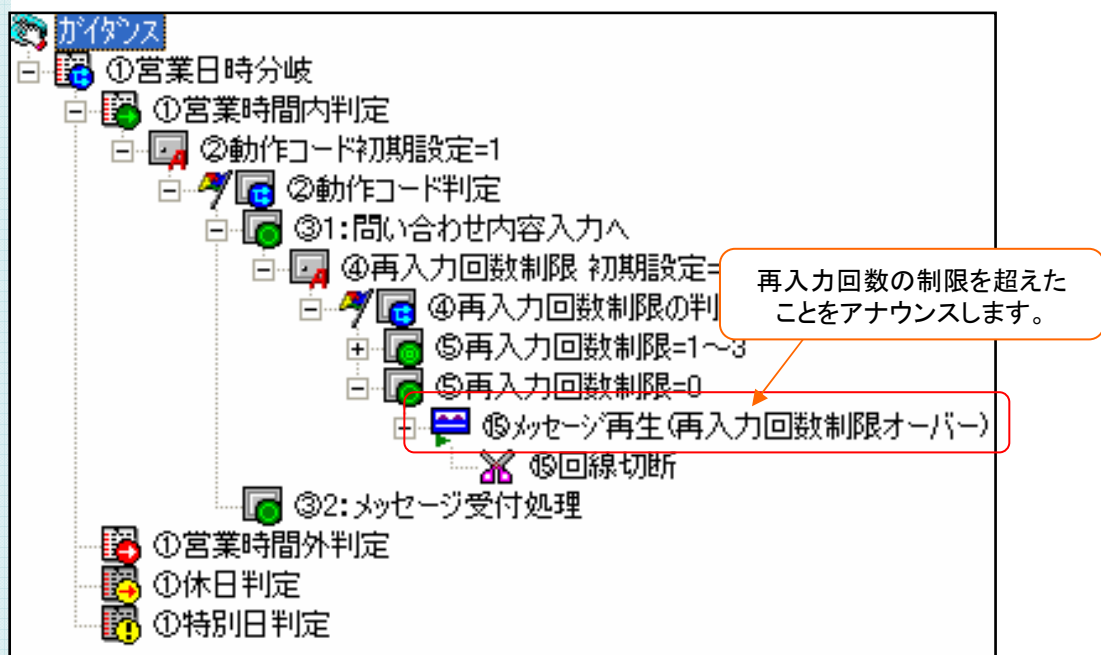 ガイダンス
①営業日時分岐
①営業時間内判定
②動作コード初期設定=1
②動作コード判定
③1:問い合わせ内容入力へ
④再入力回数制限 初期設定=
④再入力回数制限の判
⑤再入力回数制限=1～3
⑤再入力回数制限=0
⑮メッセージ再生(再入力回数制限オーバー)
⑮回線切断
③2:メッセージ受付処理
①営業時間外判定
①休日判定
①特別日判定
再入力回数の制限を超えた
ことをアナウンスします。